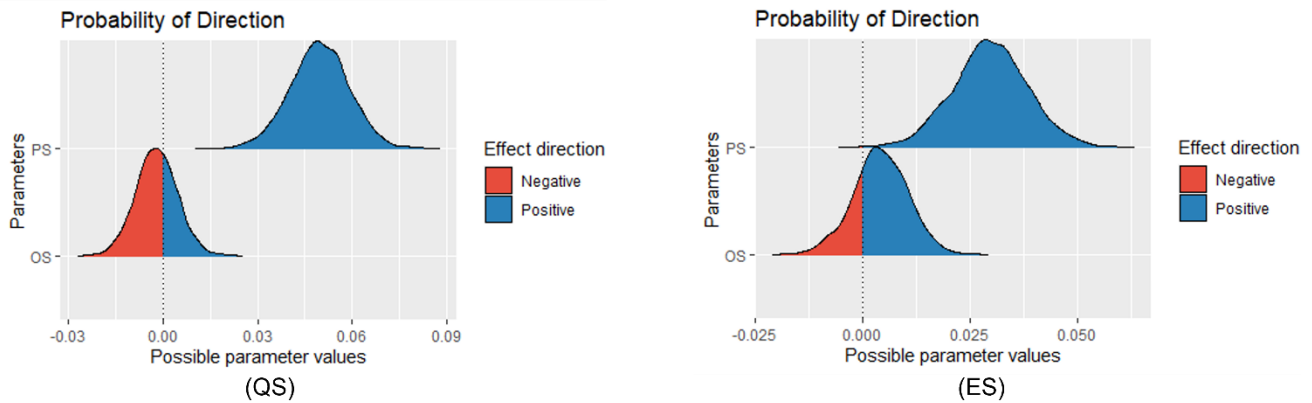 Probability of Direction
Parameters
PS
OS
-0.03 0.00 0.03 0.06 0.09
Possible parameter values
Effect direction
Negative
Positive
(QS)
Probability of Direction
Parameters
PS
OS
-0.025 0.000 0.025 0.050
Possible parameter values
Effect direction
Negative
Positive
(ES)